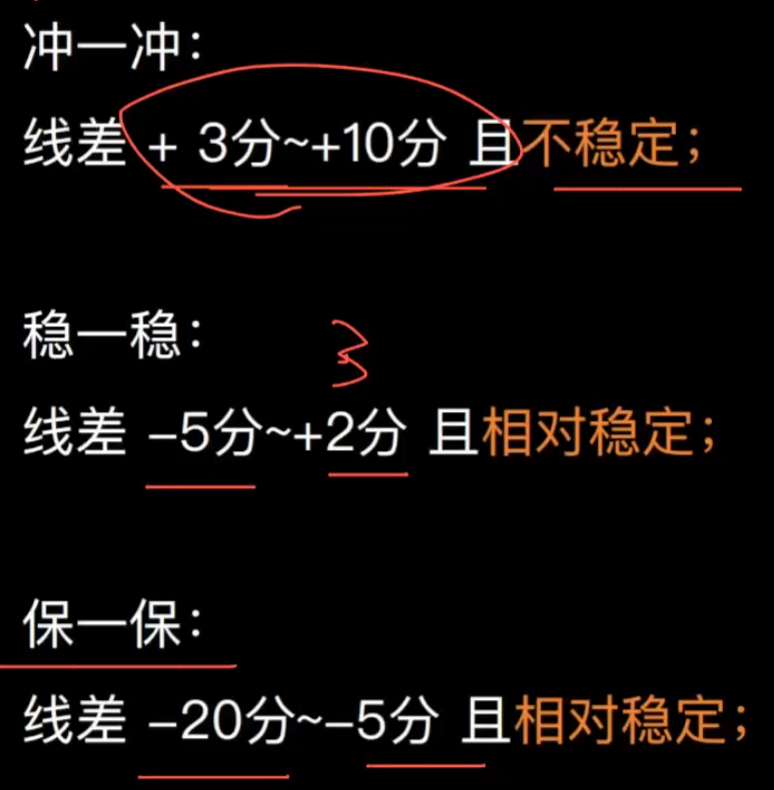 冲一冲：
线差 + 3分~+10分 且不稳定；
稳一稳：
3
线差 -5分~+2分 且相对稳定；
保一保：
线差 -20分~-5分 且相对稳定；